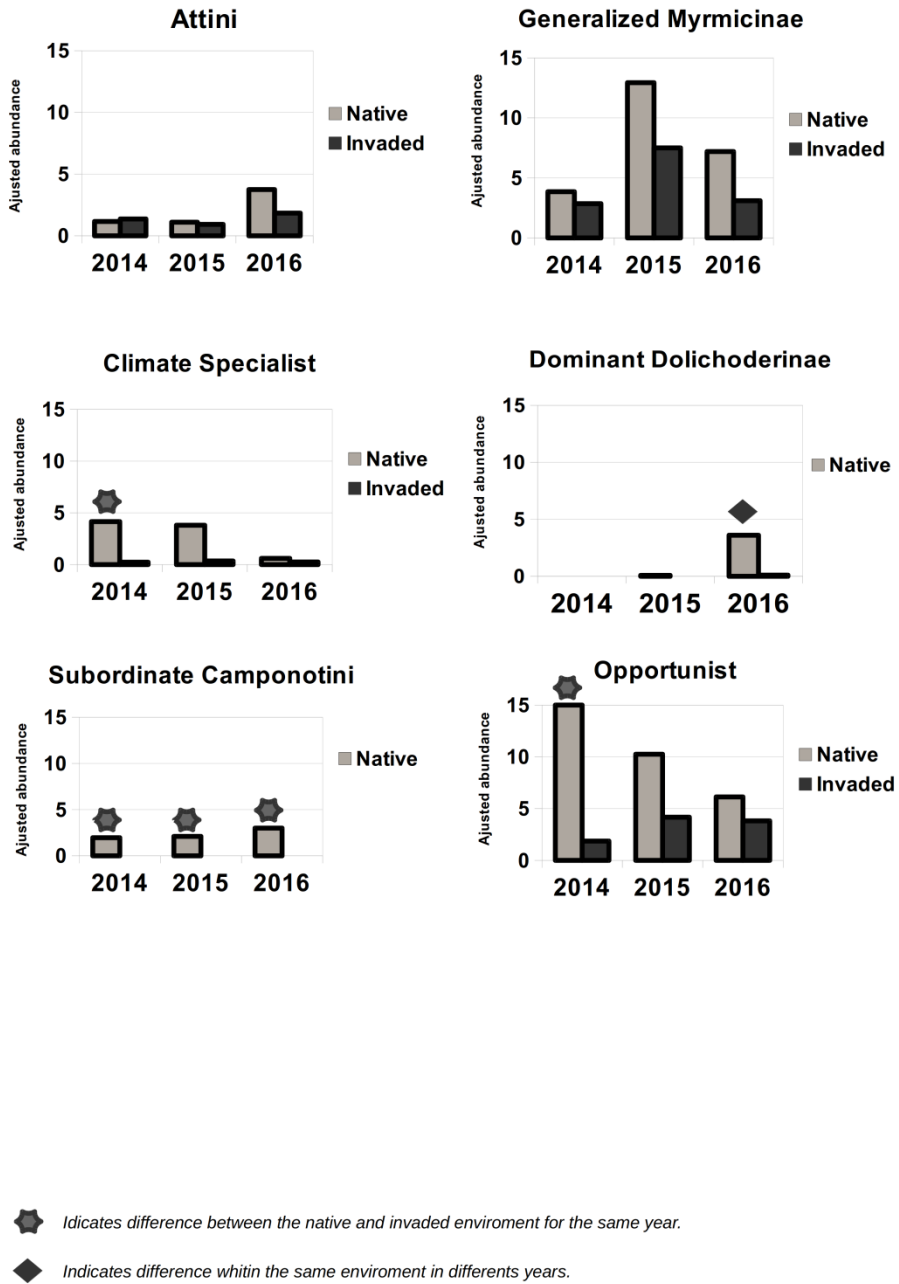 Attini
15
10
5
0
Ajusted abundance
2014 2015 2016
Native
Invaded
Generalized Myrmicinae
15
10
5
0
Ajusted abundance
2014 2015 2016
Native
Invaded
Climate Specialist
15
10
5
0
Ajusted abundance
2014 2015 2016
Native
Invaded
Dominant Dolichoderinae
15
10
5
0
Ajusted abundance
2014 2015 2016
Native
Subordinate Camponotini
15
10
5
0
Ajusted abundance
2014 2015 2016
Native
Opportunist
15
10
5
0
Ajusted abundance
2014 2015 2016
Native
Invaded
Idicates difference between the native and invaded enviroment for the same year.
Indicates difference whitin the same enviroment in differents years.